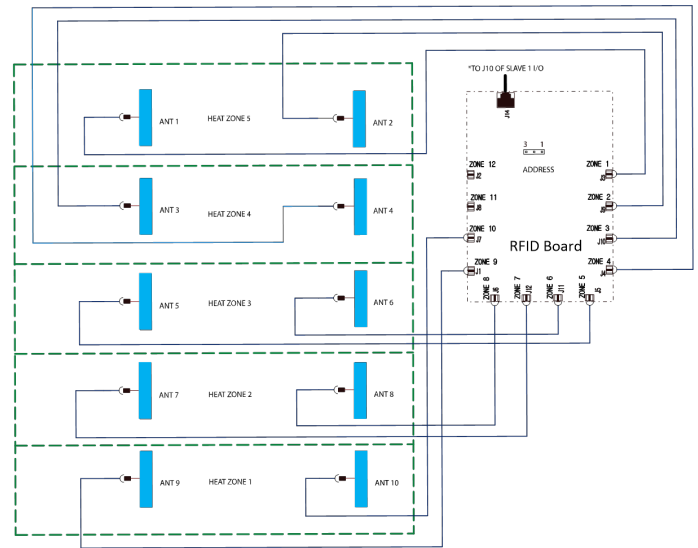 *TO J10 OF SLAVE 1 I/O
J14
3 1
ADDRESS
ANT 1 HEAT ZONE 5 ANT 2
ZONE 12 ZONE 1
J2 J3
ANT 3 HEAT ZONE 4 ANT 4
ZONE 11 ZONE 2
J8 J9
ZONE 10 ZONE 3
J7 J10
RFID Board
ZONE 9 ZONE 4
J1 J4
ZONE 8 ZONE 7 ZONE 6 ZONE 5
J6 J12 J11 J5
ANT 5 HEAT ZONE 3 ANT 6
ANT 7 HEAT ZONE 2 ANT 8
ANT 9 HEAT ZONE 1 ANT 10